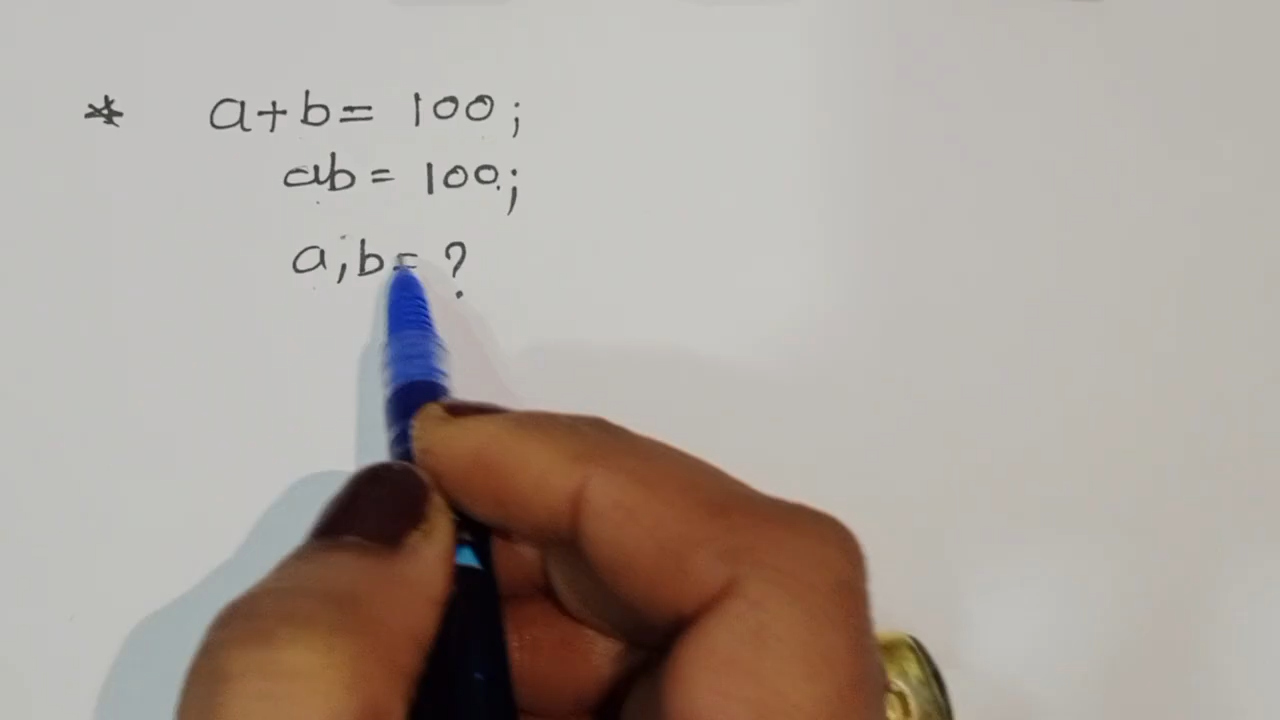 * a+b= 100;
ab = 100;
a,b= ?